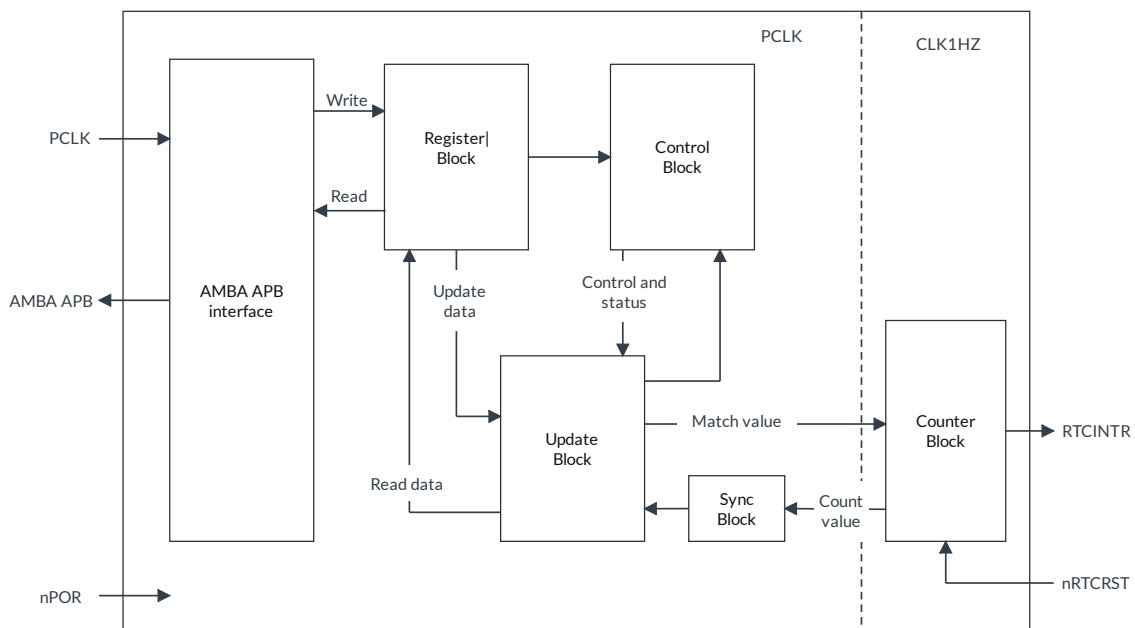 PCLK
CLK1HZ
Write
PCLK
Register|
Block
Control
Block
Read
AMBA APB
AMBA APB
interface
Update
data
Control and
status
Match value
Counter
Block
RTCINTR
Update
Block
Read data
Sync
Block
Count
value
nPOR
nRTCRST